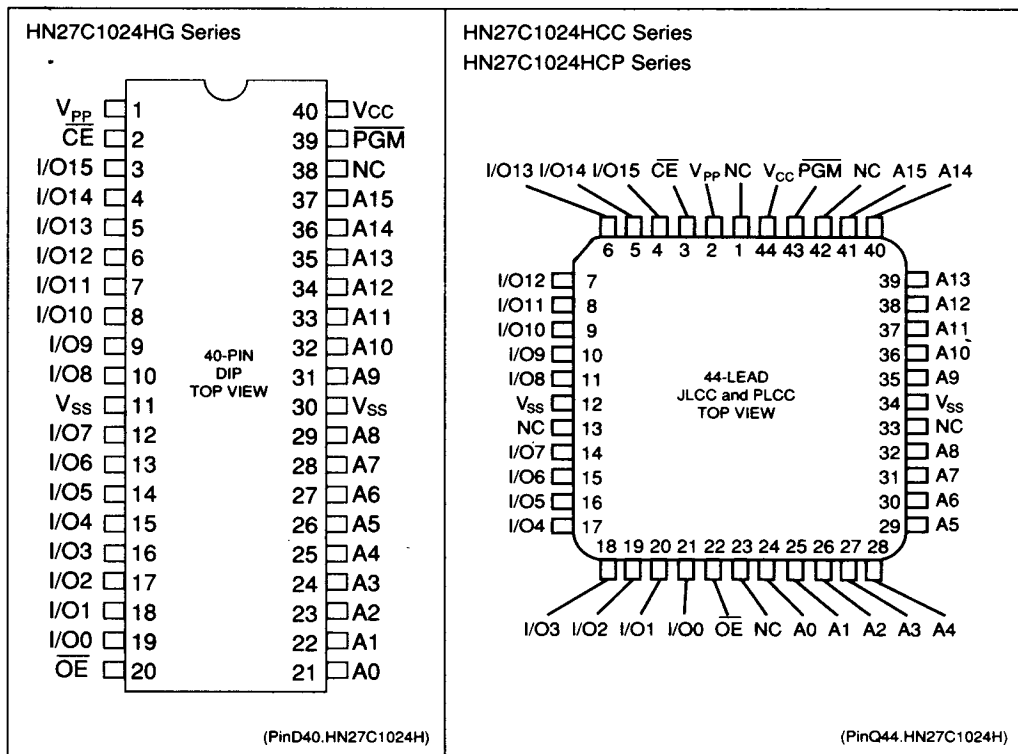 HN27C1024HG Series
V_PP 1 40 VCC
C̅E̅ 2 39 P̅G̅M̅
I/O15 3 38 NC
I/O14 4 37 A15
I/O13 5 36 A14
I/O12 6 35 A13
I/O11 7 34 A12
I/O10 8 33 A11
I/O9 9 32 A10
I/O8 10 31 A9
V_SS 11 30 V_SS
I/O7 12 29 A8
I/O6 13 28 A7
I/O5 14 27 A6
I/O4 15 26 A5
I/O3 16 25 A4
I/O2 17 24 A3
I/O1 18 23 A2
I/O0 19 22 A1
O̅E̅ 20 21 A0
40-PIN
DIP
TOP VIEW
(PinD40.HN27C1024H)
HN27C1024HCC Series
HN27C1024HCP Series
I/O13 I/O14 I/O15 C̅E̅ V_PP NC V_CC P̅G̅M̅ NC A15 A14
6 5 4 3 2 1 44 43 42 41 40
I/O12 7 39 A13
I/O11 8 38 A12
I/O10 9 37 A11
I/O9 10 36 A10
I/O8 11 35 A9
V_SS 12 34 V_SS
NC 13 33 NC
I/O7 14 32 A8
I/O6 15 31 A7
I/O5 16 30 A6
I/O4 17 29 A5
44-LEAD
JLCC and PLCC
TOP VIEW
18 19 20 21 22 23 24 25 26 27 28
I/O3 I/O2 I/O1 I/O0 O̅E̅ NC A0 A1 A2 A3 A4
(PinQ44.HN27C1024H)